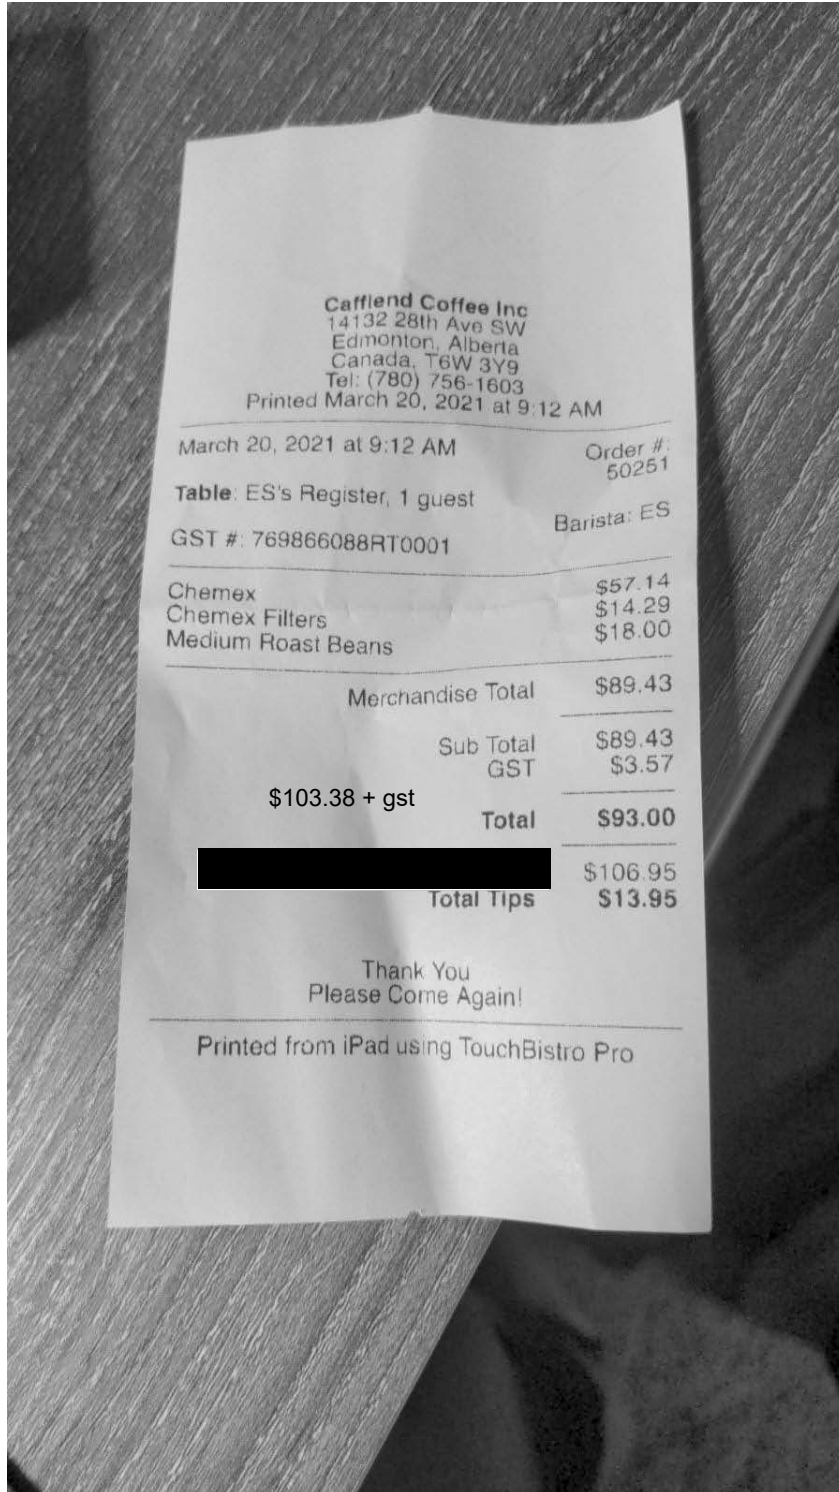 Caffiend Coffee Inc
14132 28th Ave SW
Edmonton, Alberta
Canada, T6W 3Y9
Tel: (780) 756-1603
Printed March 20, 2021 at 9:12 AM
March 20, 2021 at 9:12 AM Order #:
50251
Table: ES's Register, 1 guest
Barista: ES
GST #: 769866088RT0001
Chemex $57.14
Chemex Filters $14.29
Medium Roast Beans $18.00
Merchandise Total $89.43
Sub Total $89.43
GST $3.57
$103.38 + gst
Total $93.00
$106.95
Total Tips $13.95
Thank You
Please Come Again!
Printed from iPad using TouchBistro Pro